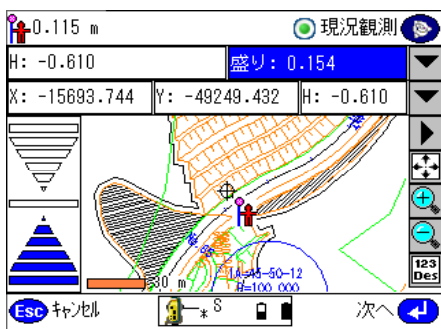 0.115 m
現況観測
H: -0.610
盛り: 0.154
X: -15693.744
Y: -49249.432
H: -0.610
30 m
IA=45-50-12
R=100.000
123
Des
Esc ｷｬﾝｾﾙ
S
次へ